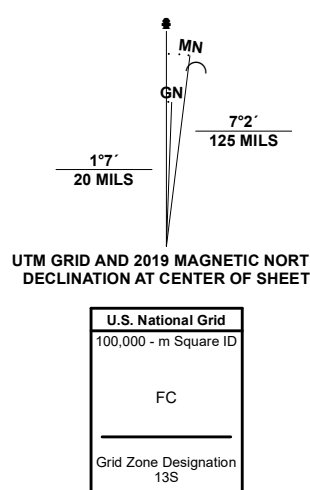 MN
GN
7°2´
125 MILS
1°7´
20 MILS
UTM GRID AND 2019 MAGNETIC NORT
DECLINATION AT CENTER OF SHEET
U.S. National Grid
100,000 - m Square ID
FC
Grid Zone Designation
13S